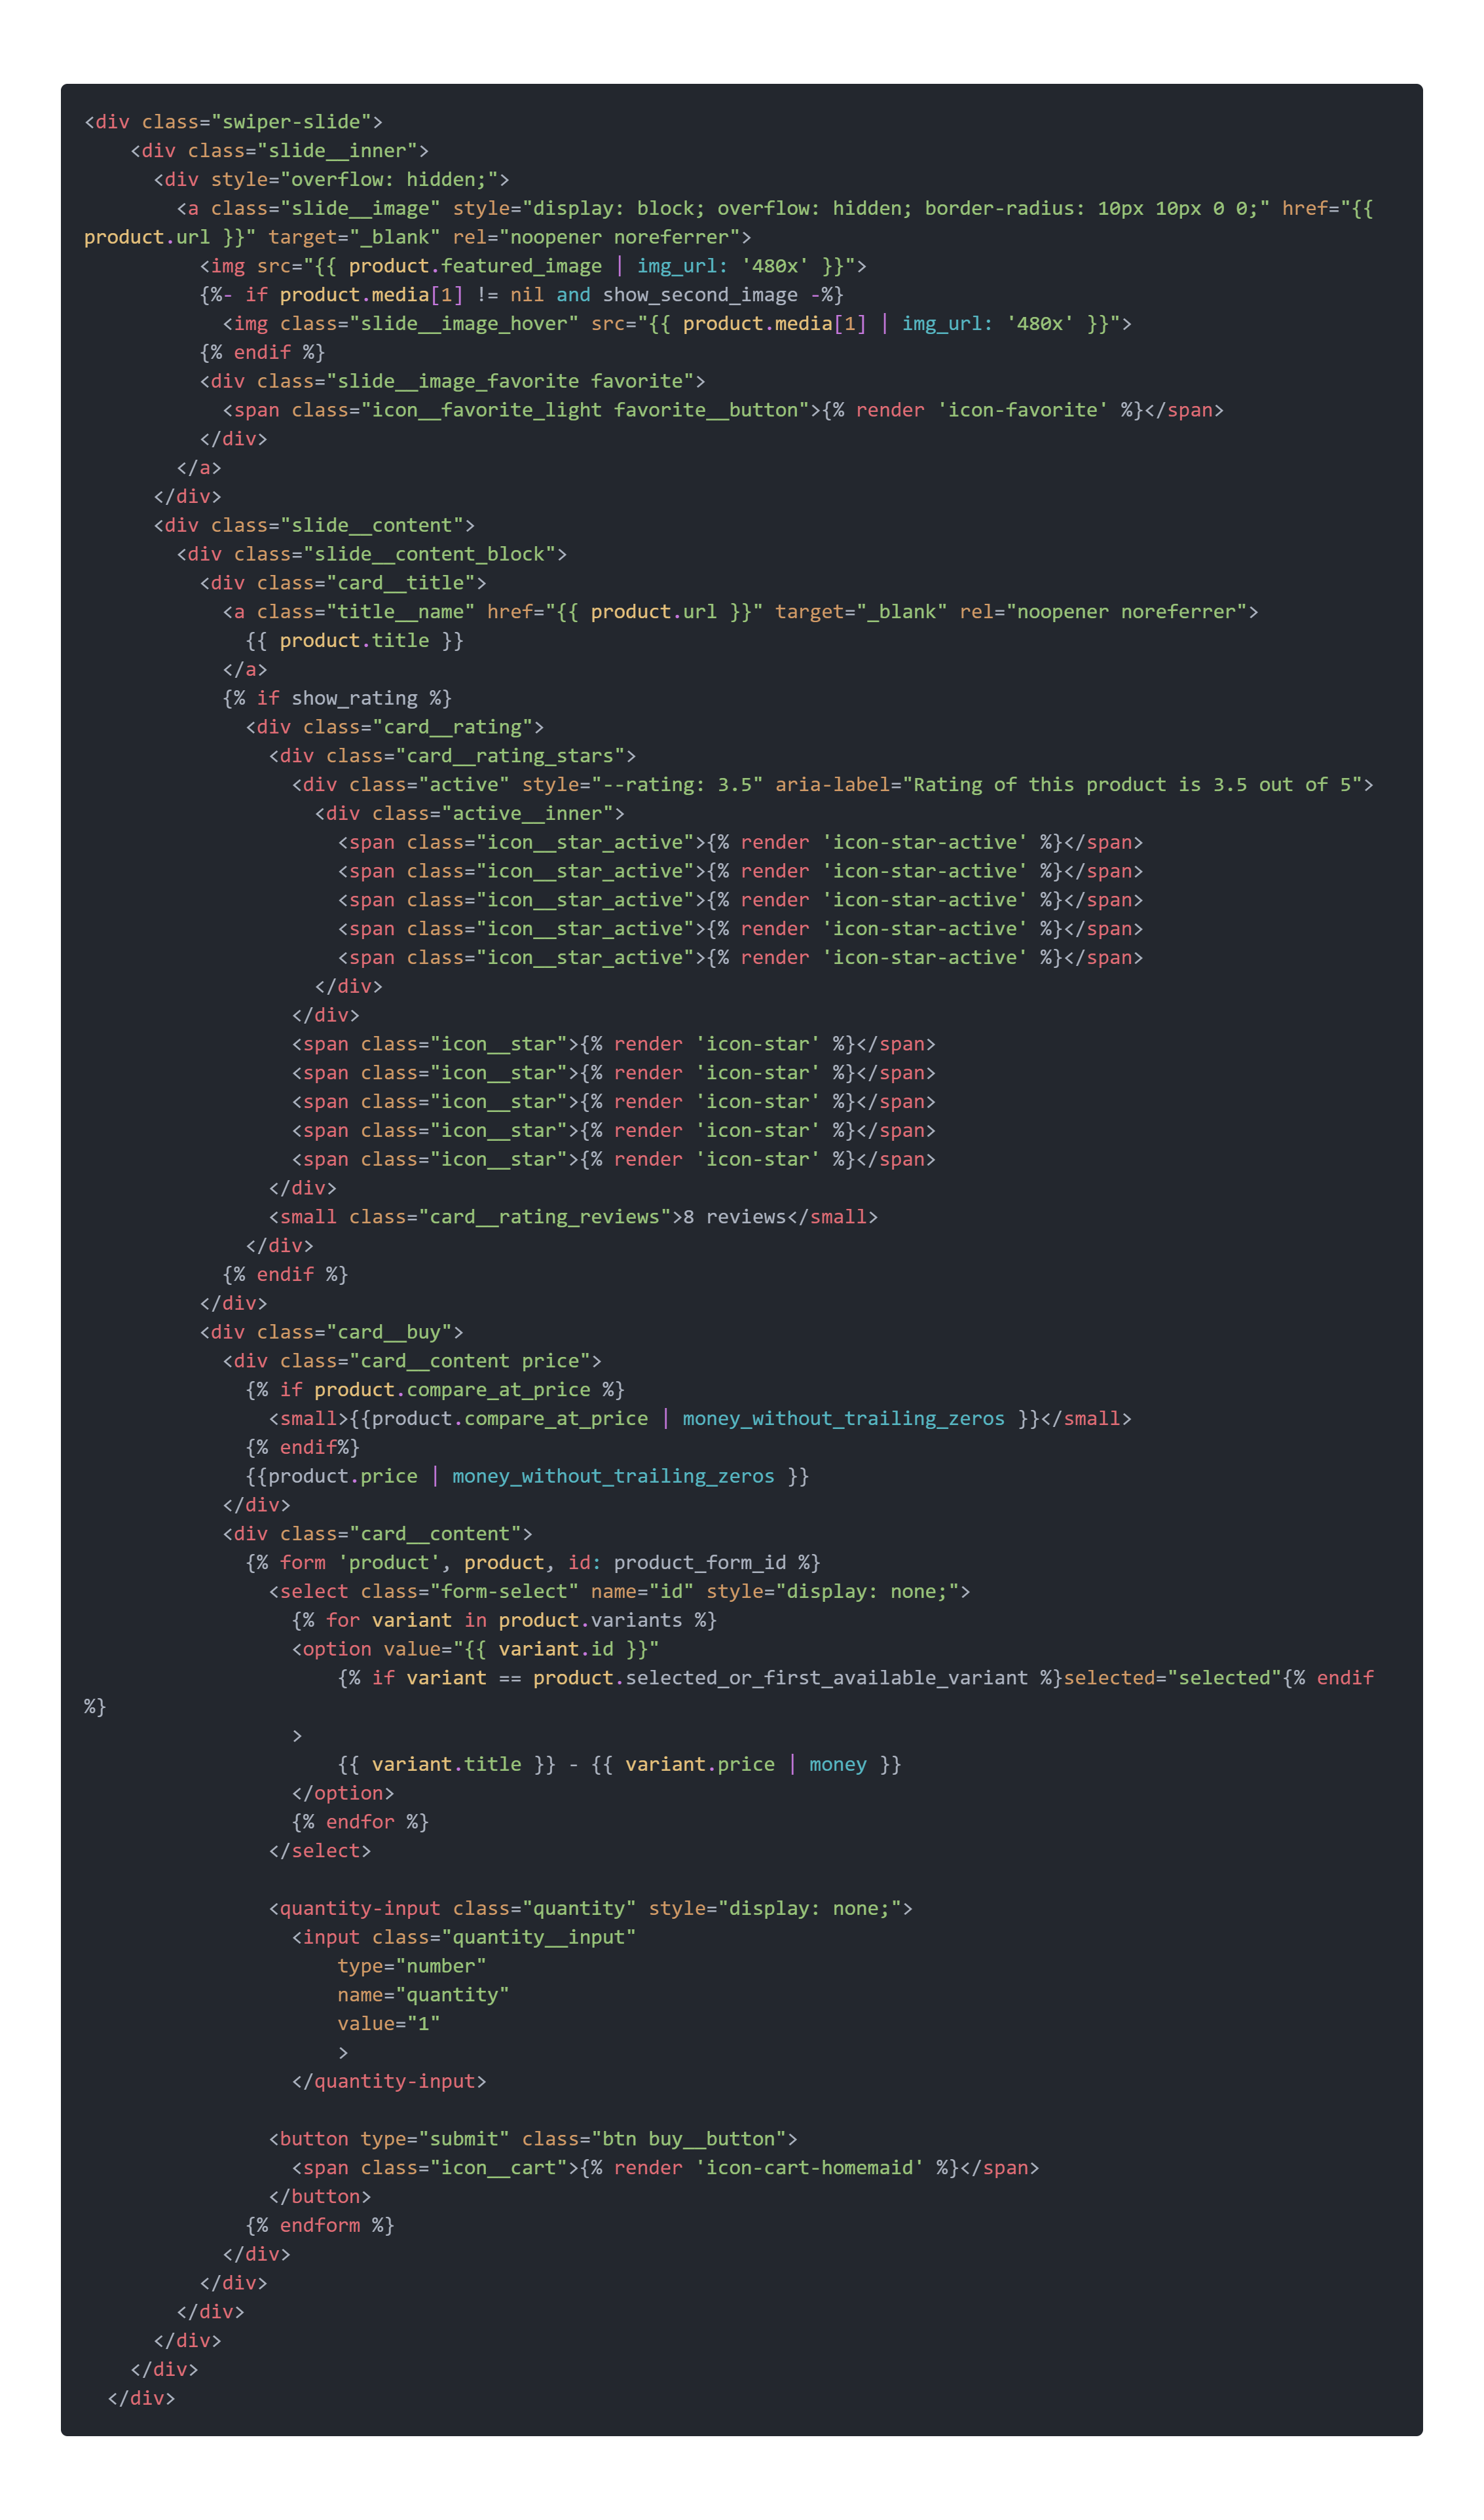 <div class="swiper-slide">
    <div class="slide__inner">
      <div style="overflow: hidden;">
        <a class="slide__image" style="display: block; overflow: hidden; border-radius: 10px 10px 0 0;" href="{{
product.url }}" target="_blank" rel="noopener noreferrer">
          <img src="{{ product.featured_image | img_url: '480x' }}">
          {%- if product.media[1] != nil and show_second_image -%}
            <img class="slide__image_hover" src="{{ product.media[1] | img_url: '480x' }}">
          {% endif %}
          <div class="slide__image_favorite favorite">
            <span class="icon__favorite_light favorite__button">{% render 'icon-favorite' %}</span>
          </div>
        </a>
      </div>
      <div class="slide__content">
        <div class="slide__content_block">
          <div class="card__title">
            <a class="title__name" href="{{ product.url }}" target="_blank" rel="noopener noreferrer">
              {{ product.title }}
            </a>
            {% if show_rating %}
              <div class="card__rating">
                <div class="card__rating_stars">
                  <div class="active" style="--rating: 3.5" aria-label="Rating of this product is 3.5 out of 5">
                    <div class="active__inner">
                      <span class="icon__star_active">{% render 'icon-star-active' %}</span>
                      <span class="icon__star_active">{% render 'icon-star-active' %}</span>
                      <span class="icon__star_active">{% render 'icon-star-active' %}</span>
                      <span class="icon__star_active">{% render 'icon-star-active' %}</span>
                      <span class="icon__star_active">{% render 'icon-star-active' %}</span>
                    </div>
                  </div>
                  <span class="icon__star">{% render 'icon-star' %}</span>
                  <span class="icon__star">{% render 'icon-star' %}</span>
                  <span class="icon__star">{% render 'icon-star' %}</span>
                  <span class="icon__star">{% render 'icon-star' %}</span>
                  <span class="icon__star">{% render 'icon-star' %}</span>
                </div>
                <small class="card__rating_reviews">8 reviews</small>
              </div>
            {% endif %}
          </div>
          <div class="card__buy">
            <div class="card__content price">
              {% if product.compare_at_price %}
                <small>{{product.compare_at_price | money_without_trailing_zeros }}</small>
              {% endif%}
              {{product.price | money_without_trailing_zeros }}
            </div>
            <div class="card__content">
              {% form 'product', product, id: product_form_id %}
                <select class="form-select" name="id" style="display: none;">
                  {% for variant in product.variants %}
                  <option value="{{ variant.id }}"
                      {% if variant == product.selected_or_first_available_variant %}selected="selected"{% endif
%}
                  >
                      {{ variant.title }} - {{ variant.price | money }}
                  </option>
                  {% endfor %}
                </select>

                <quantity-input class="quantity" style="display: none;">
                  <input class="quantity__input"
                      type="number"
                      name="quantity"
                      value="1"
                      >
                  </quantity-input>

                <button type="submit" class="btn buy__button">
                  <span class="icon__cart">{% render 'icon-cart-homemaid' %}</span>
                </button>
              {% endform %}
            </div>
          </div>
        </div>
      </div>
    </div>
  </div>